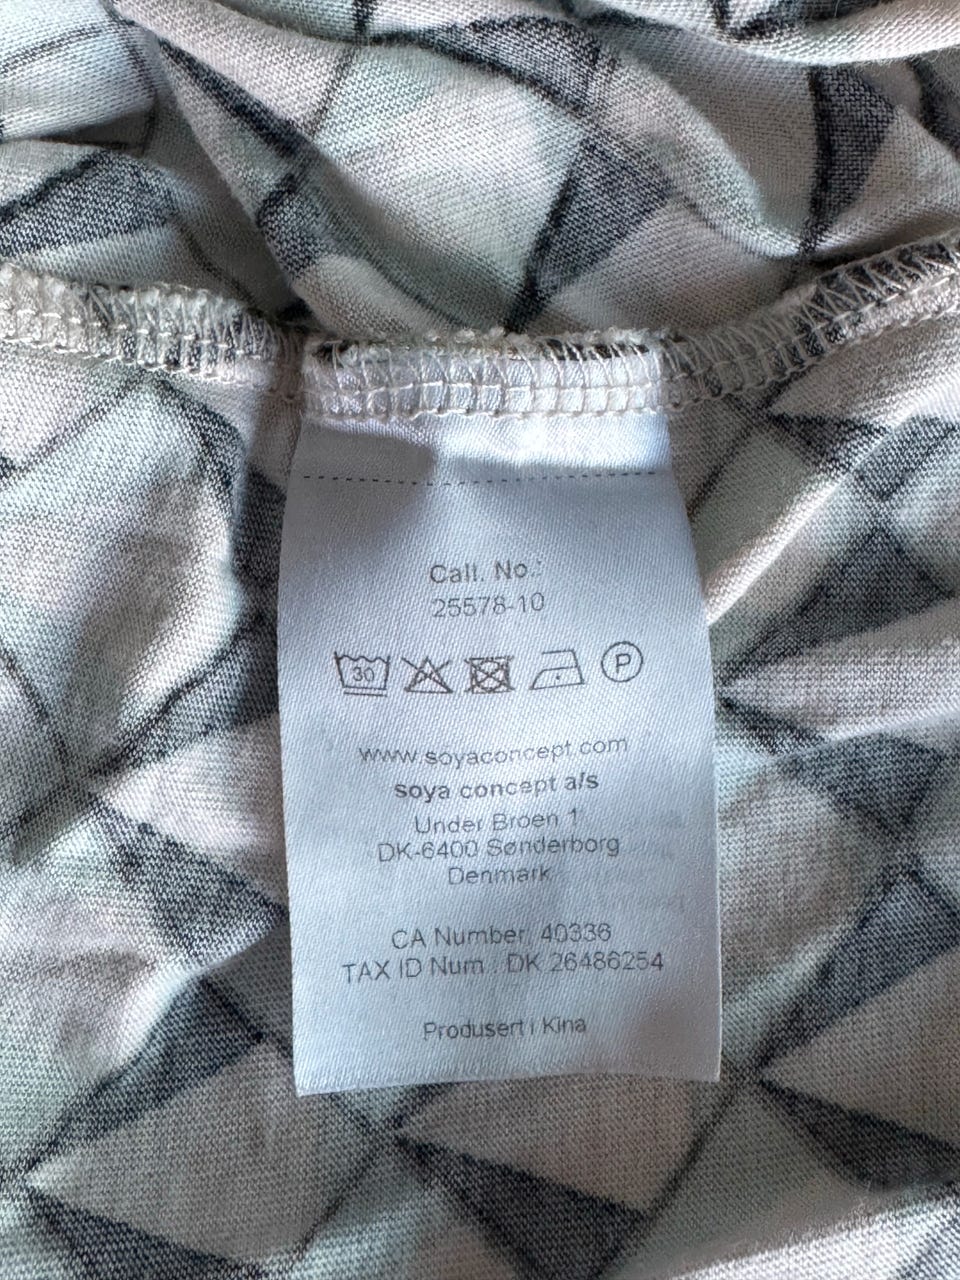 Call. No.:
25578-10
30 P
www.soyaconcept.com
soya concept a/s
Under Broen 1
DK-6400 Sønderborg
Denmark
CA Number: 40336
TAX ID Num.: DK 26486254
Produsert i Kina